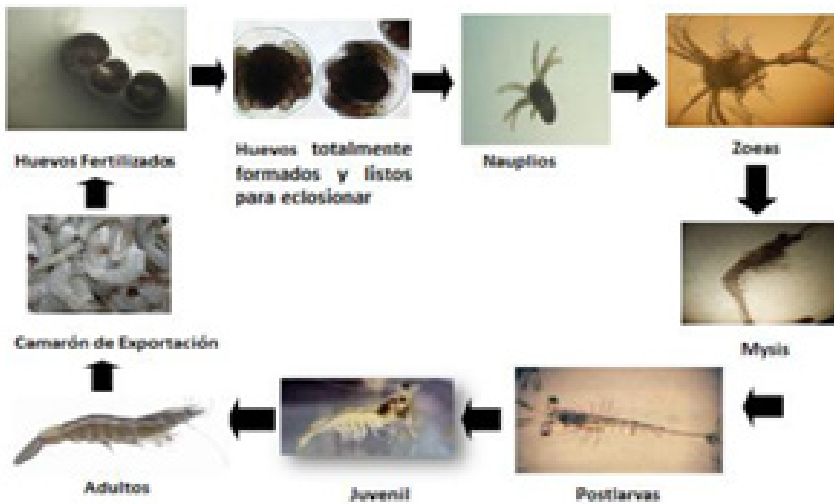 Huevos Fertilizados
Huevos totalmente
formados y listos
para eclosionar
Nauplios
Zoeas
Mysis
Postlarvas
Juvenil
Adultos
Camarón de Exportación